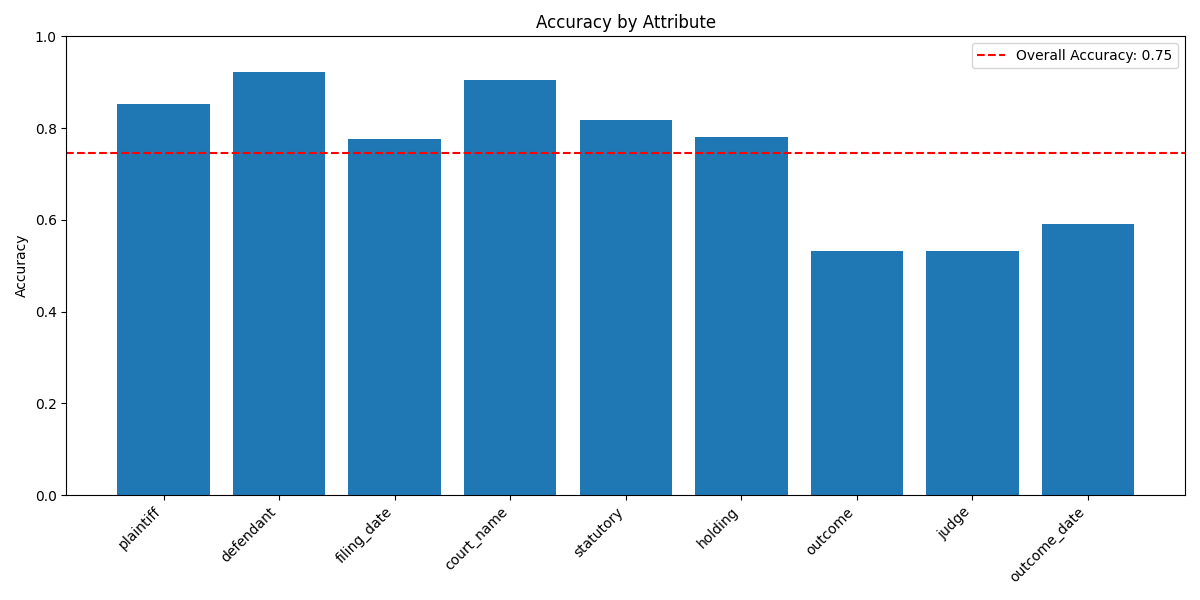 Accuracy by Attribute
Overall Accuracy: 0.75
Accuracy
1.0
0.8
0.6
0.4
0.2
0.0
plaintiff
defendant
filing_date
court_name
statutory
holding
outcome
judge
outcome_date